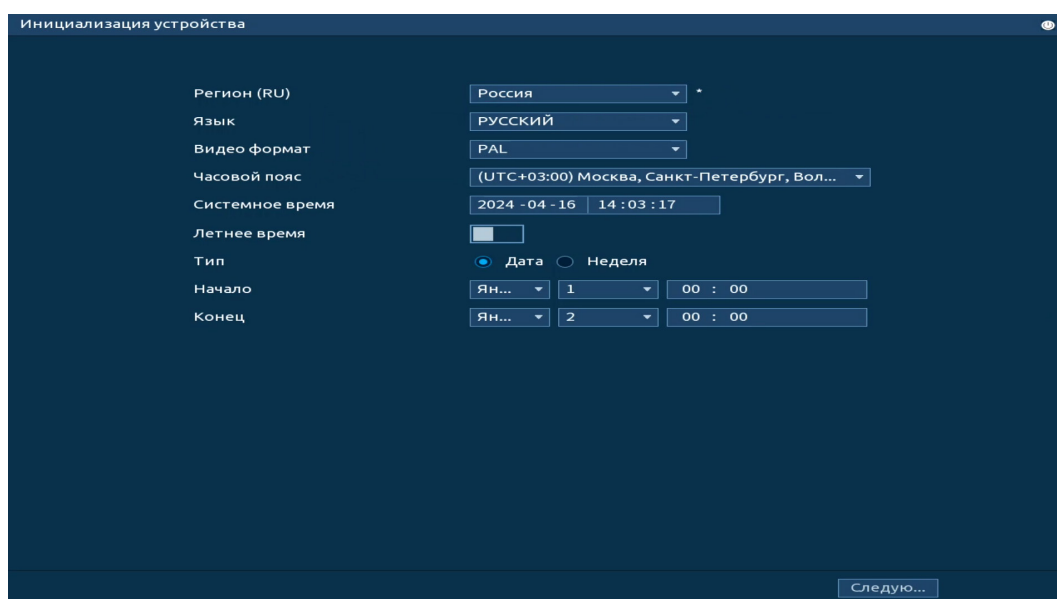 Инициализация устройства
Регион (RU) Россия *
Язык РУССКИЙ
Видео формат PAL
Часовой пояс (UTC+03:00) Москва, Санкт-Петербург, Вол...
Системное время 2024 -04 -16 14 :03 :17
Летнее время
Тип Дата Неделя
Начало Ян... 1 00 : 00
Конец Ян... 2 00 : 00
Следую...